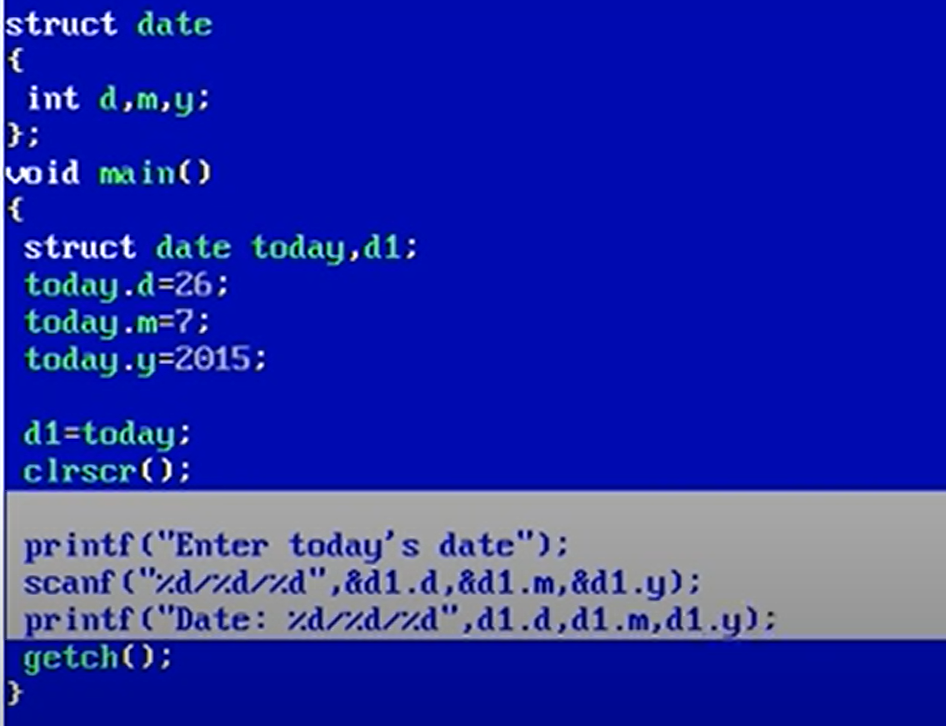 struct date
{
int d,m,y;
};
void main()
{
struct date today,d1;
today.d=26;
today.m=7;
today.y=2015;
d1=today;
clrscr();
printf("Enter today's date");
scanf("%d/%d/%d",&d1.d,&d1.m,&d1.y);
printf("Date: %d/%d/%d",d1.d,d1.m,d1.y);
getch();
}